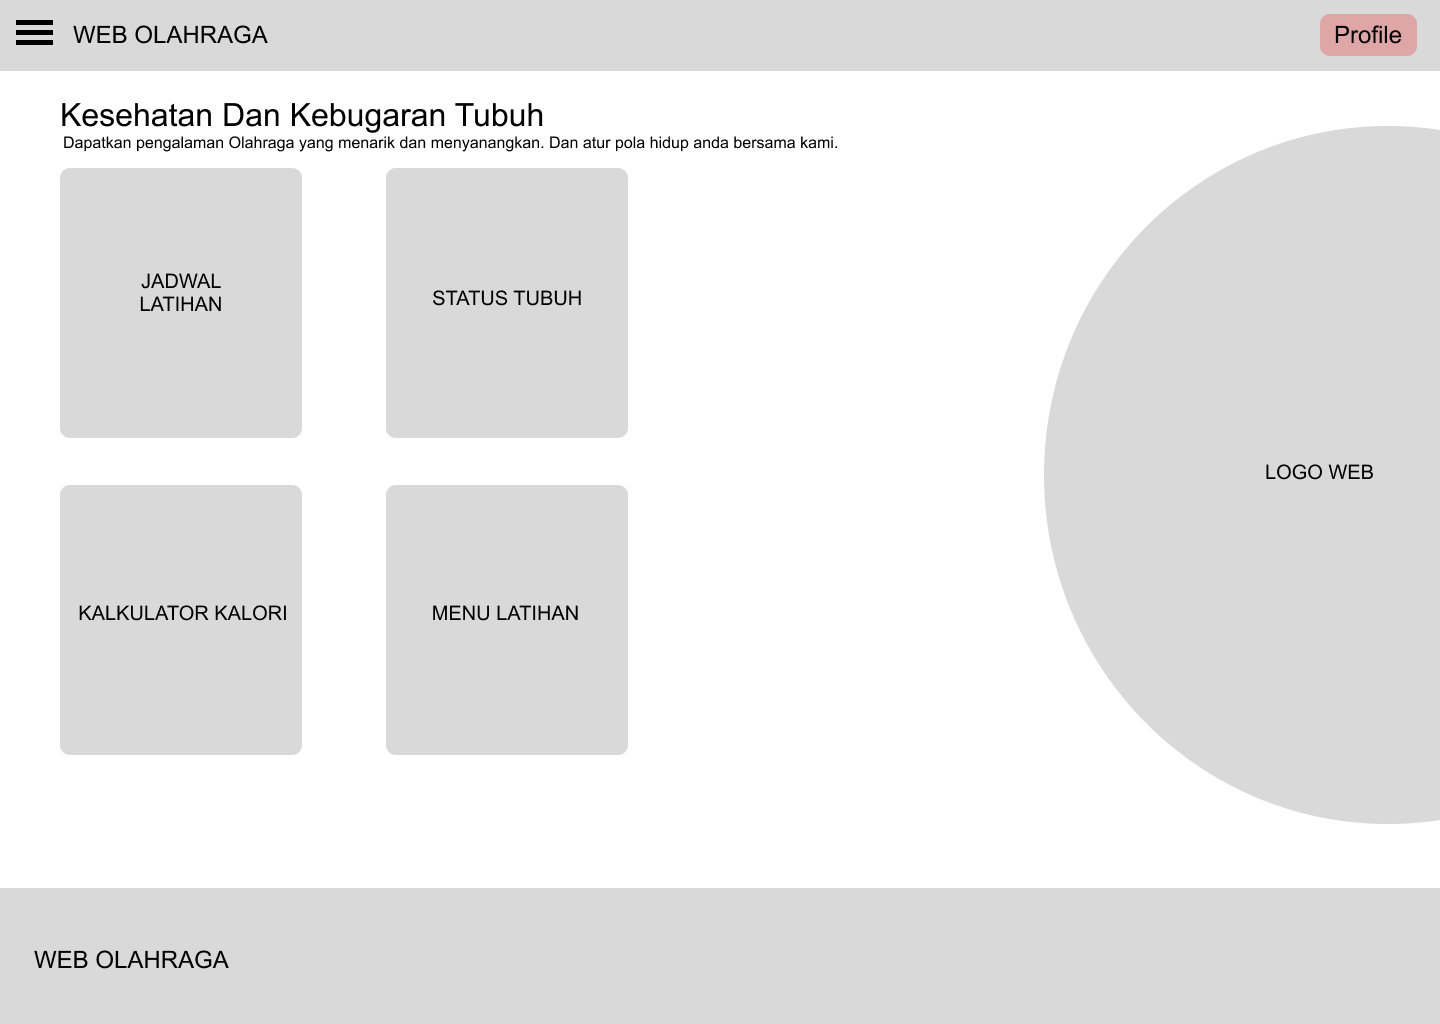 WEB OLAHRAGA
Profile
Kesehatan Dan Kebugaran Tubuh
Dapatkan pengalaman Olahraga yang menarik dan menyanangkan. Dan atur pola hidup anda bersama kami.
JADWAL
LATIHAN
STATUS TUBUH
LOGO WEB
KALKULATOR KALORI
MENU LATIHAN
WEB OLAHRAGA